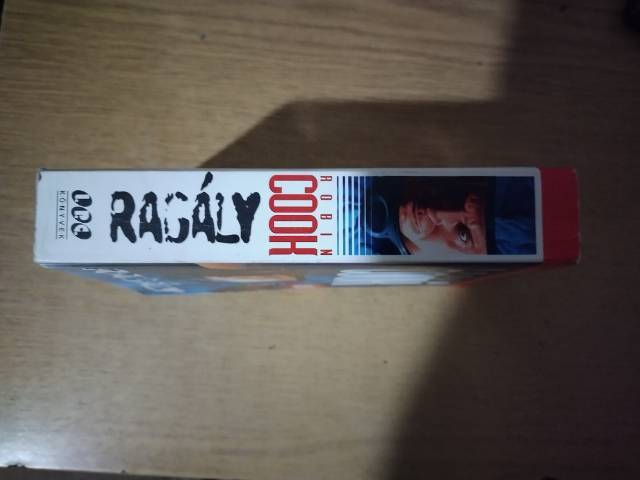 ROBIN
COOK
RAGÁLY
I.P.C.
KÖNYVEK